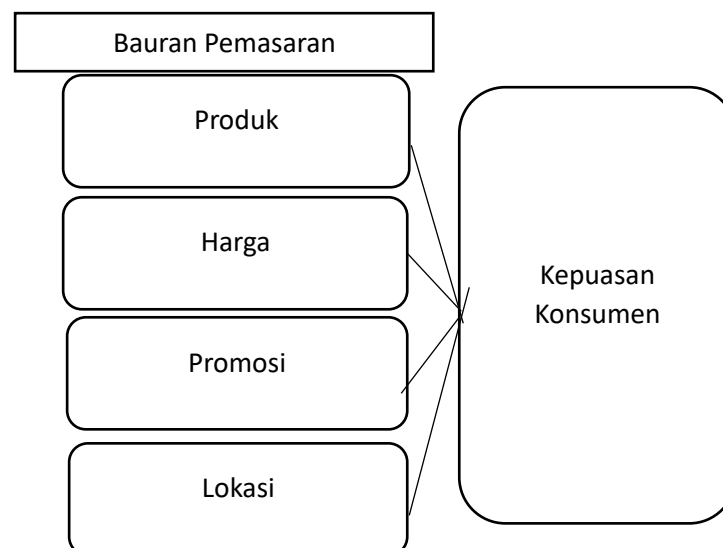 Bauran Pemasaran
Produk
Harga
Promosi
Lokasi
Kepuasan
Konsumen